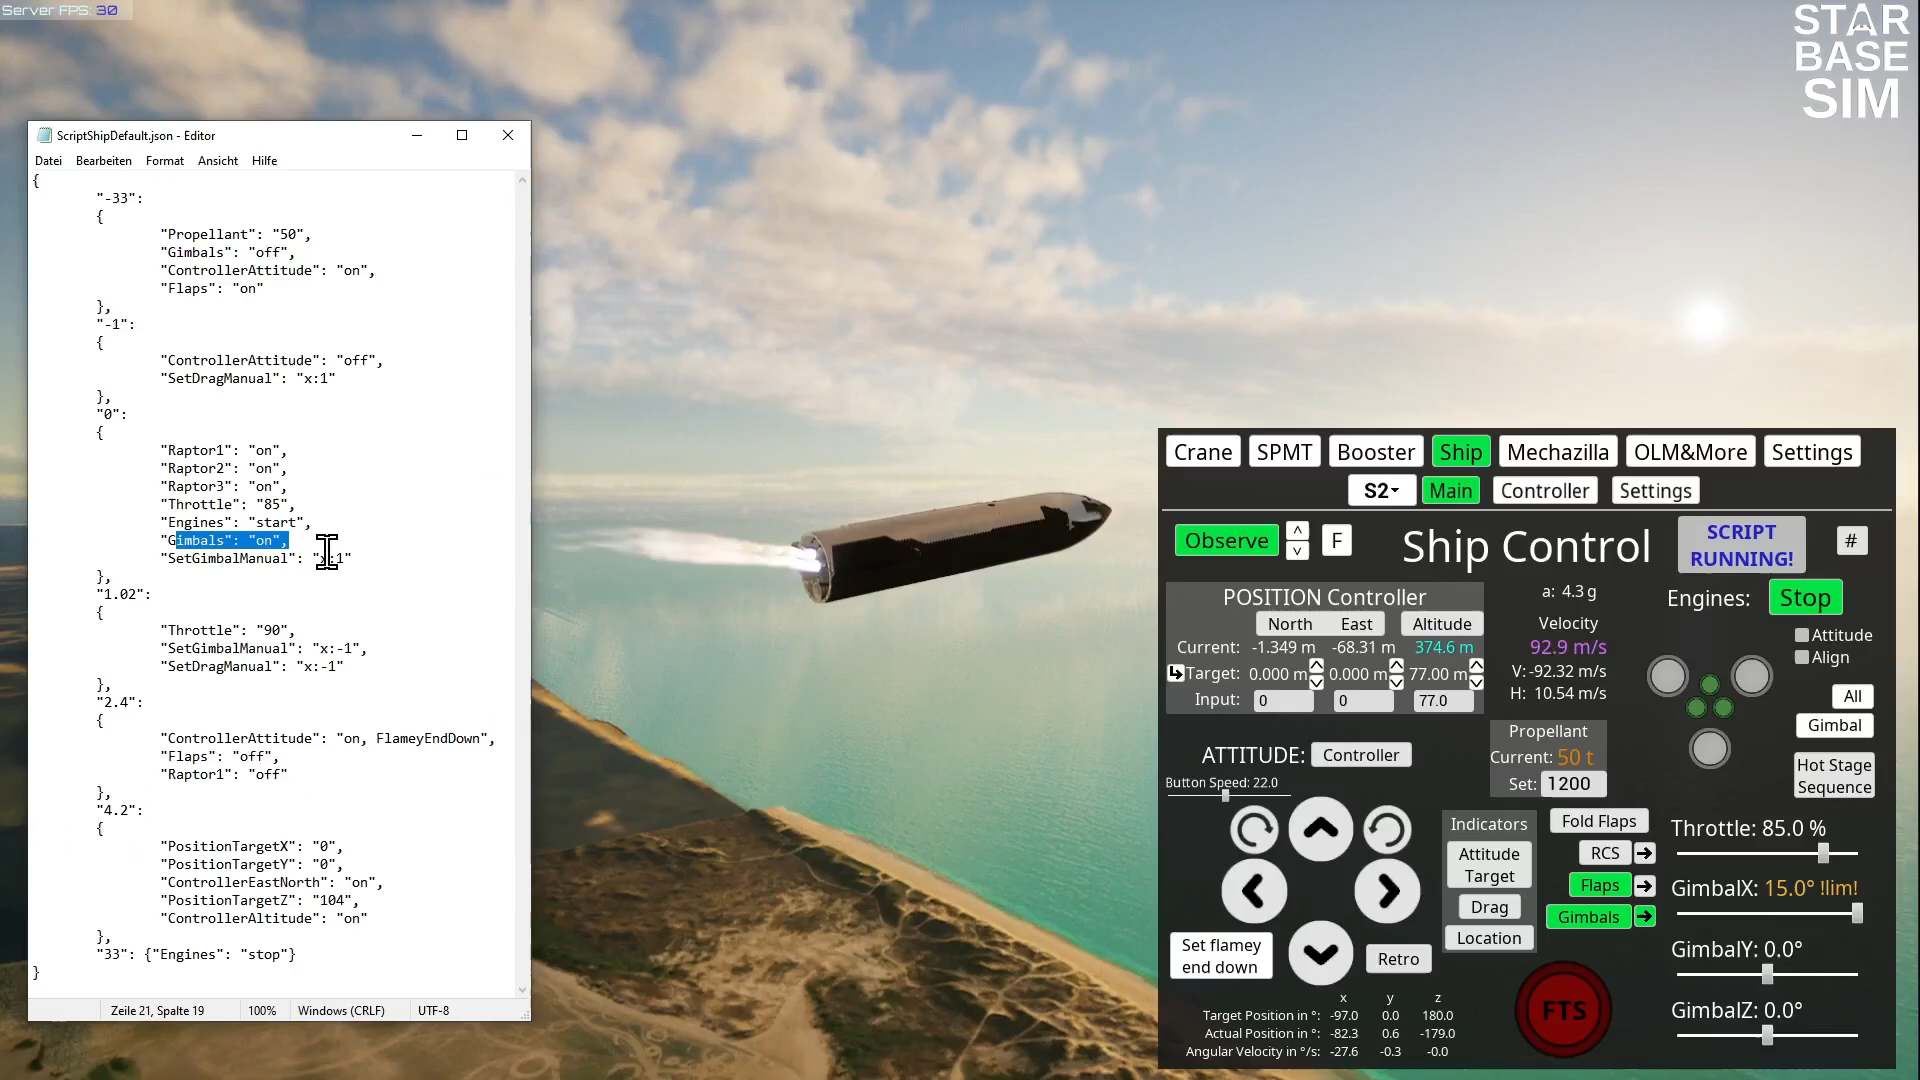 Server FPS: 30
STAR
BASE
SIM
ScriptShipDefault.json - Editor
Datei Bearbeiten Format Ansicht Hilfe
{
"-33":
{
"Propellant": "50",
"Gimbals": "off",
"ControllerAttitude": "on",
"Flaps": "on"
},
"-1":
{
"ControllerAttitude": "off",
"SetDragManual": "x:1"
},
"0":
{
"Raptor1": "on",
"Raptor2": "on",
"Raptor3": "on",
"Throttle": "85",
"Engines": "start",
"Gimbals": "on",
"SetGimbalManual": "x:1"
},
"1.02":
{
"Throttle": "90",
"SetGimbalManual": "x:-1",
"SetDragManual": "x:-1"
},
"2.4":
{
"ControllerAttitude": "on, FlameyEndDown",
"Flaps": "off",
"Raptor1": "off"
},
"4.2":
{
"PositionTargetX": "0",
"PositionTargetY": "0",
"ControllerEastNorth": "on",
"PositionTargetZ": "104",
"ControllerAltitude": "on"
},
"33": {"Engines": "stop"}
}
Zeile 21, Spalte 19 100% Windows (CRLF) UTF-8
Crane SPMT Booster Ship Mechazilla OLM&More Settings
S2 Main Controller Settings
Observe F Ship Control SCRIPT RUNNING! #
POSITION Controller
North East Altitude
Current: -1.349 m -68.31 m 374.6 m
Target: 0.000 m 0.000 m 77.00 m
Input: 0 0 77.0
a: 4.3 g
Velocity
92.9 m/s
V: -92.32 m/s
H: 10.54 m/s
Engines: Stop
Attitude
Align
All
Gimbal
Hot Stage
Sequence
Propellant
Current: 50 t
Set: 1200
ATTITUDE: Controller
Button Speed: 22.0
Set flamey
end down
Retro
Indicators
Attitude
Target
Drag
Location
Fold Flaps
RCS
Flaps
Gimbals
Throttle: 85.0 %
GimbalX: 15.0° !lim!
GimbalY: 0.0°
GimbalZ: 0.0°
FTS
x y z
Target Position in °: -97.0 0.0 180.0
Actual Position in °: -82.3 0.6 -179.0
Angular Velocity in °/s: -27.6 -0.3 -0.0